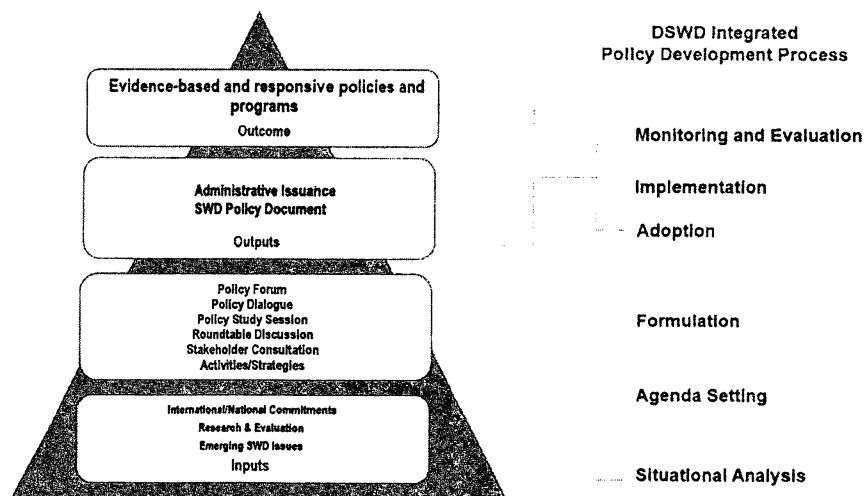 DSWD Integrated
Policy Development Process
Evidence-based and responsive policies and
programs
Outcome
Administrative Issuance
SWD Policy Document
Outputs
Policy Forum
Policy Dialogue
Policy Study Session
Roundtable Discussion
Stakeholder Consultation
Activities/Strategies
International/National Commitments
Research & Evaluation
Emerging SWD Issues
Inputs
Monitoring and Evaluation
Implementation
Adoption
Formulation
Agenda Setting
Situational Analysis